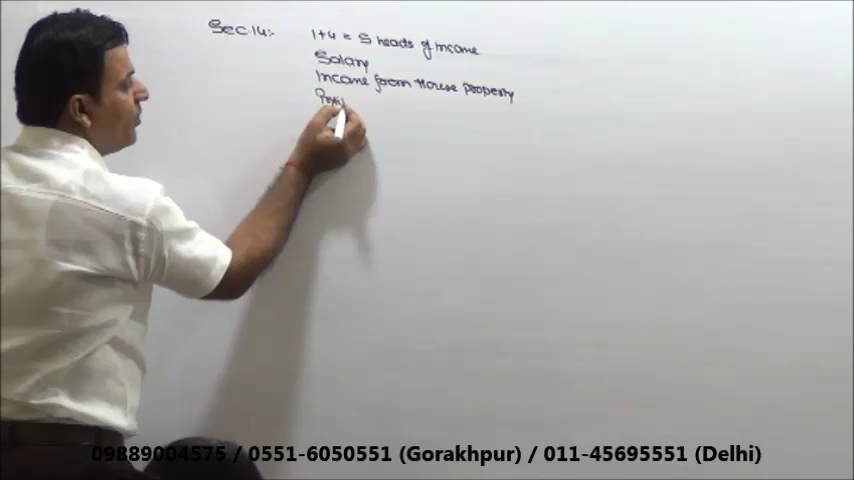 Sec 14:- 1+4 = 5 heads of income
Salary
Income from House property
09889004575 / 0551-6050551 (Gorakhpur) / 011-45695551 (Delhi)